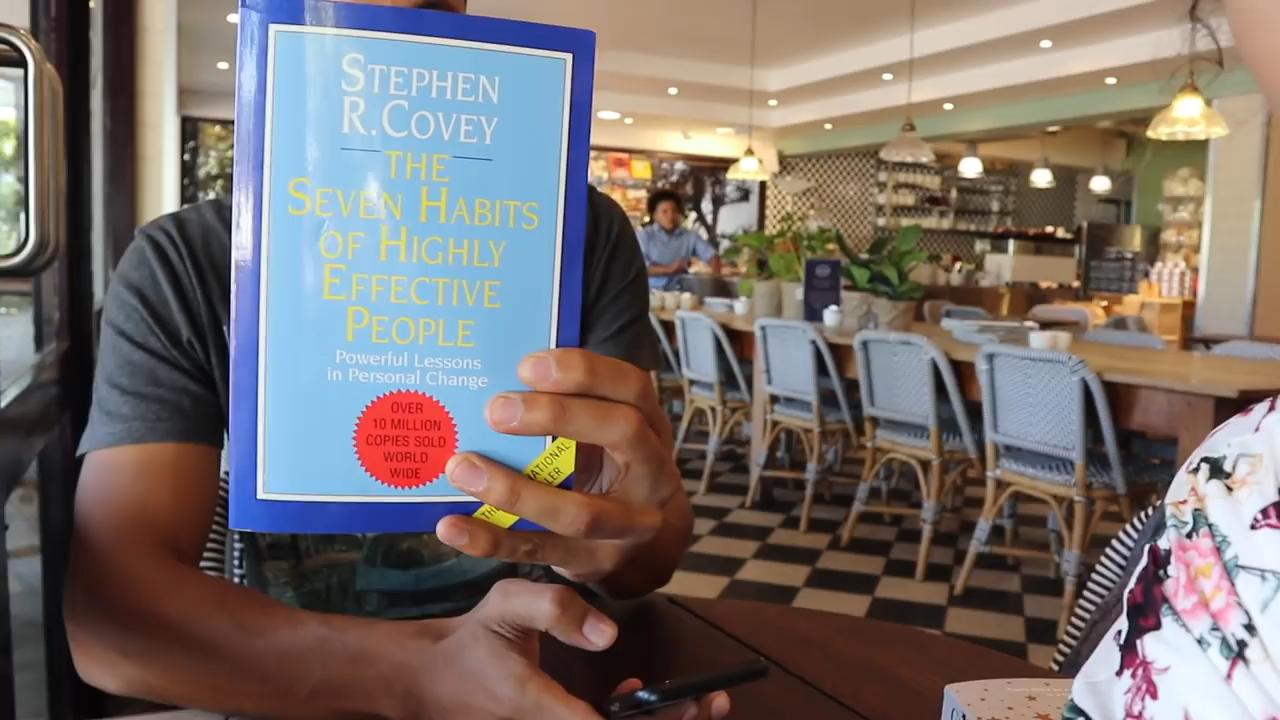 STEPHEN
R. COVEY
THE
SEVEN HABITS
OF HIGHLY
EFFECTIVE
PEOPLE
Powerful Lessons
in Personal Change
OVER
10 MILLION
COPIES SOLD
WORLD
WIDE